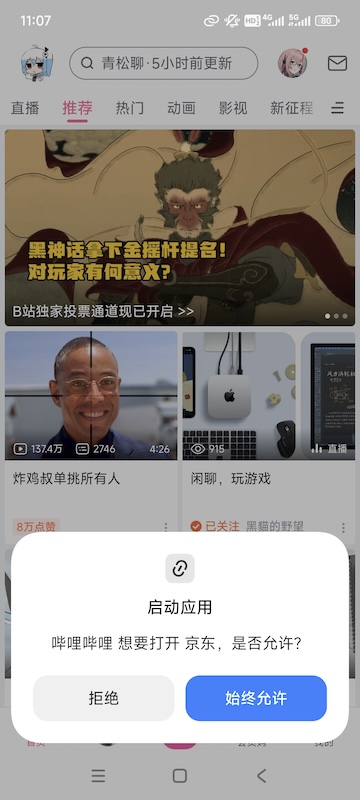 11:07
HD
4G
5G
80
青松聊·5小时前更新
直播 推荐 热门 动画 影视 新征程
黑神话拿下金摇杆提名!
对玩家有何意义?
B站独家投票通道现已开启 >>
137.4万 2746 4:26
915 直播
炸鸡叔单挑所有人
闲聊，玩游戏
8万点赞
已关注 黑猫的野望
启动应用
哔哩哔哩 想要打开 京东，是否允许？
拒绝
始终允许
首页
会员购
我的